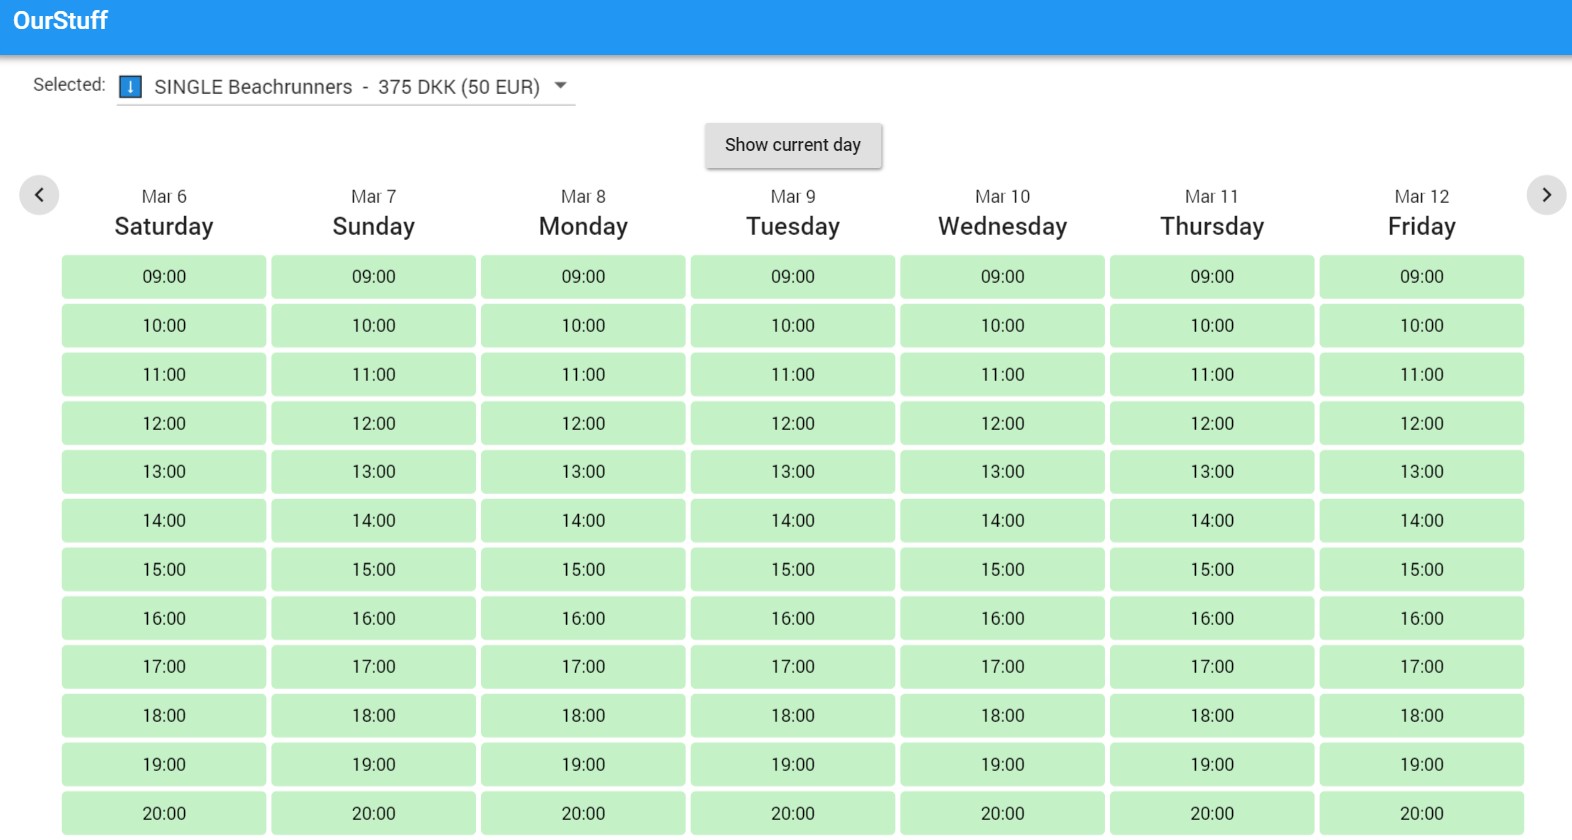 OurStuff
Selected: ⬇ SINGLE Beachrunners - 375 DKK (50 EUR)
Show current day
Mar 6 Mar 7 Mar 8 Mar 9 Mar 10 Mar 11 Mar 12
Saturday Sunday Monday Tuesday Wednesday Thursday Friday
09:00 09:00 09:00 09:00 09:00 09:00 09:00
10:00 10:00 10:00 10:00 10:00 10:00 10:00
11:00 11:00 11:00 11:00 11:00 11:00 11:00
12:00 12:00 12:00 12:00 12:00 12:00 12:00
13:00 13:00 13:00 13:00 13:00 13:00 13:00
14:00 14:00 14:00 14:00 14:00 14:00 14:00
15:00 15:00 15:00 15:00 15:00 15:00 15:00
16:00 16:00 16:00 16:00 16:00 16:00 16:00
17:00 17:00 17:00 17:00 17:00 17:00 17:00
18:00 18:00 18:00 18:00 18:00 18:00 18:00
19:00 19:00 19:00 19:00 19:00 19:00 19:00
20:00 20:00 20:00 20:00 20:00 20:00 20:00